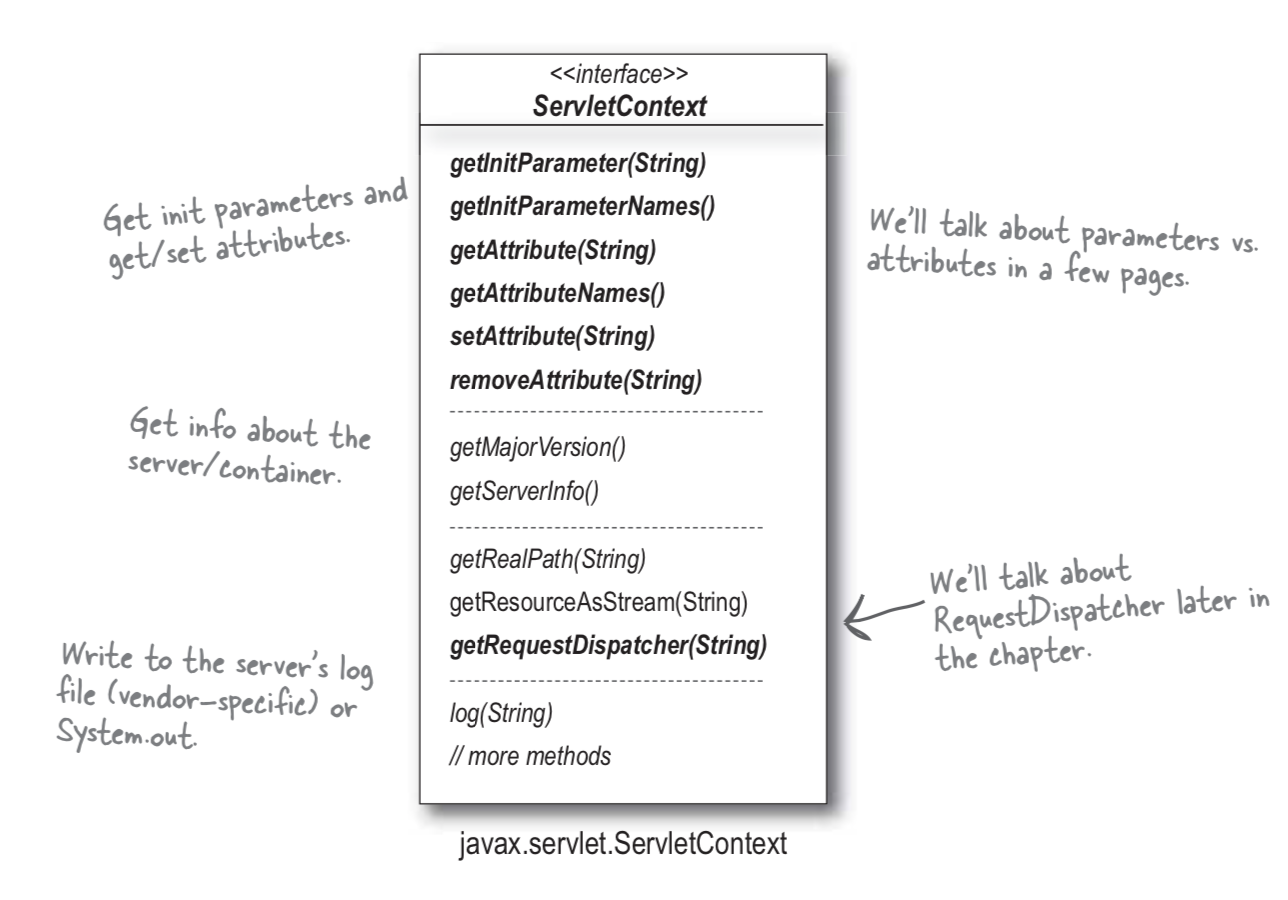 <<interface>>
ServletContext
getInitParameter(String)
getInitParameterNames()
getAttribute(String)
getAttributeNames()
setAttribute(String)
removeAttribute(String)
getMajorVersion()
getServerInfo()
getRealPath(String)
getResourceAsStream(String)
getRequestDispatcher(String)
log(String)
// more methods
javax.servlet.ServletContext
Get init parameters and
get/set attributes.
Get info about the
server/container.
Write to the server's log
file (vendor-specific) or
System.out.
We'll talk about parameters vs.
attributes in a few pages.
We'll talk about
RequestDispatcher later in
the chapter.